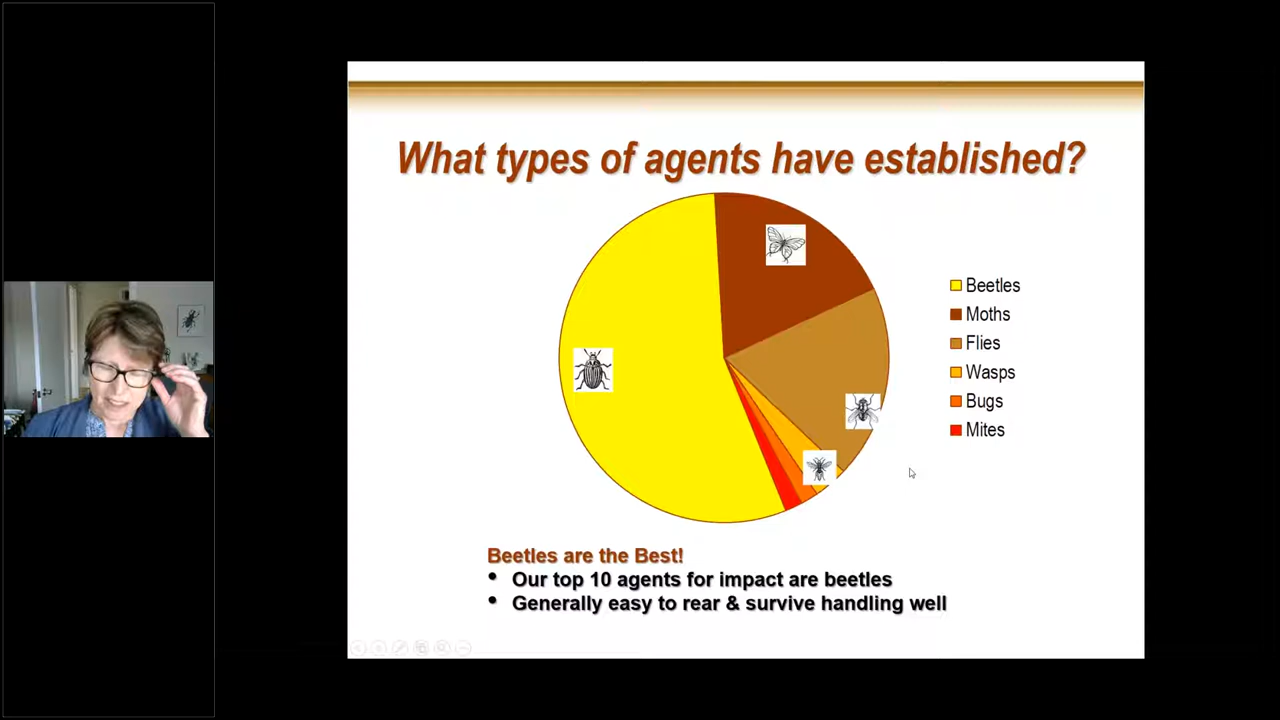 What types of agents have established?
Beetles
Moths
Flies
Wasps
Bugs
Mites
Beetles are the Best!
• Our top 10 agents for impact are beetles
• Generally easy to rear & survive handling well